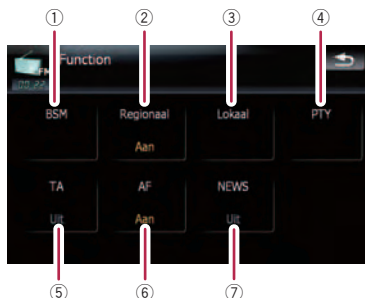 ① ② ③ ④
Function
FM
BSM Regionaal Lokaal PTY
Aan
TA AF NEWS
Uit Aan Uit
⑤ ⑥ ⑦